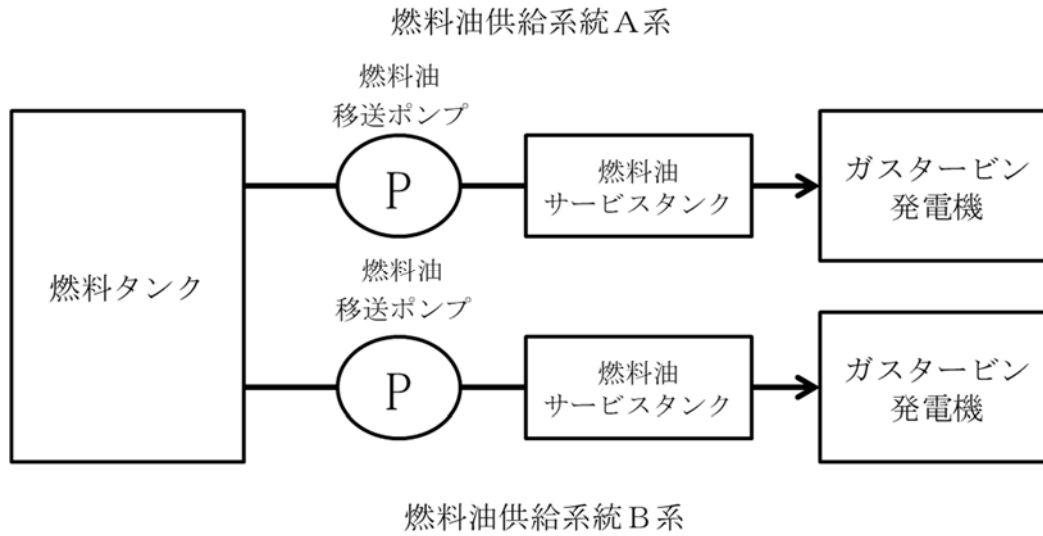 燃料油供給系統Ａ系
燃料油
移送ポンプ
P
燃料油
サービスタンク
ガスタービン
発電機
燃料タンク
燃料油
移送ポンプ
P
燃料油
サービスタンク
ガスタービン
発電機
燃料油供給系統Ｂ系